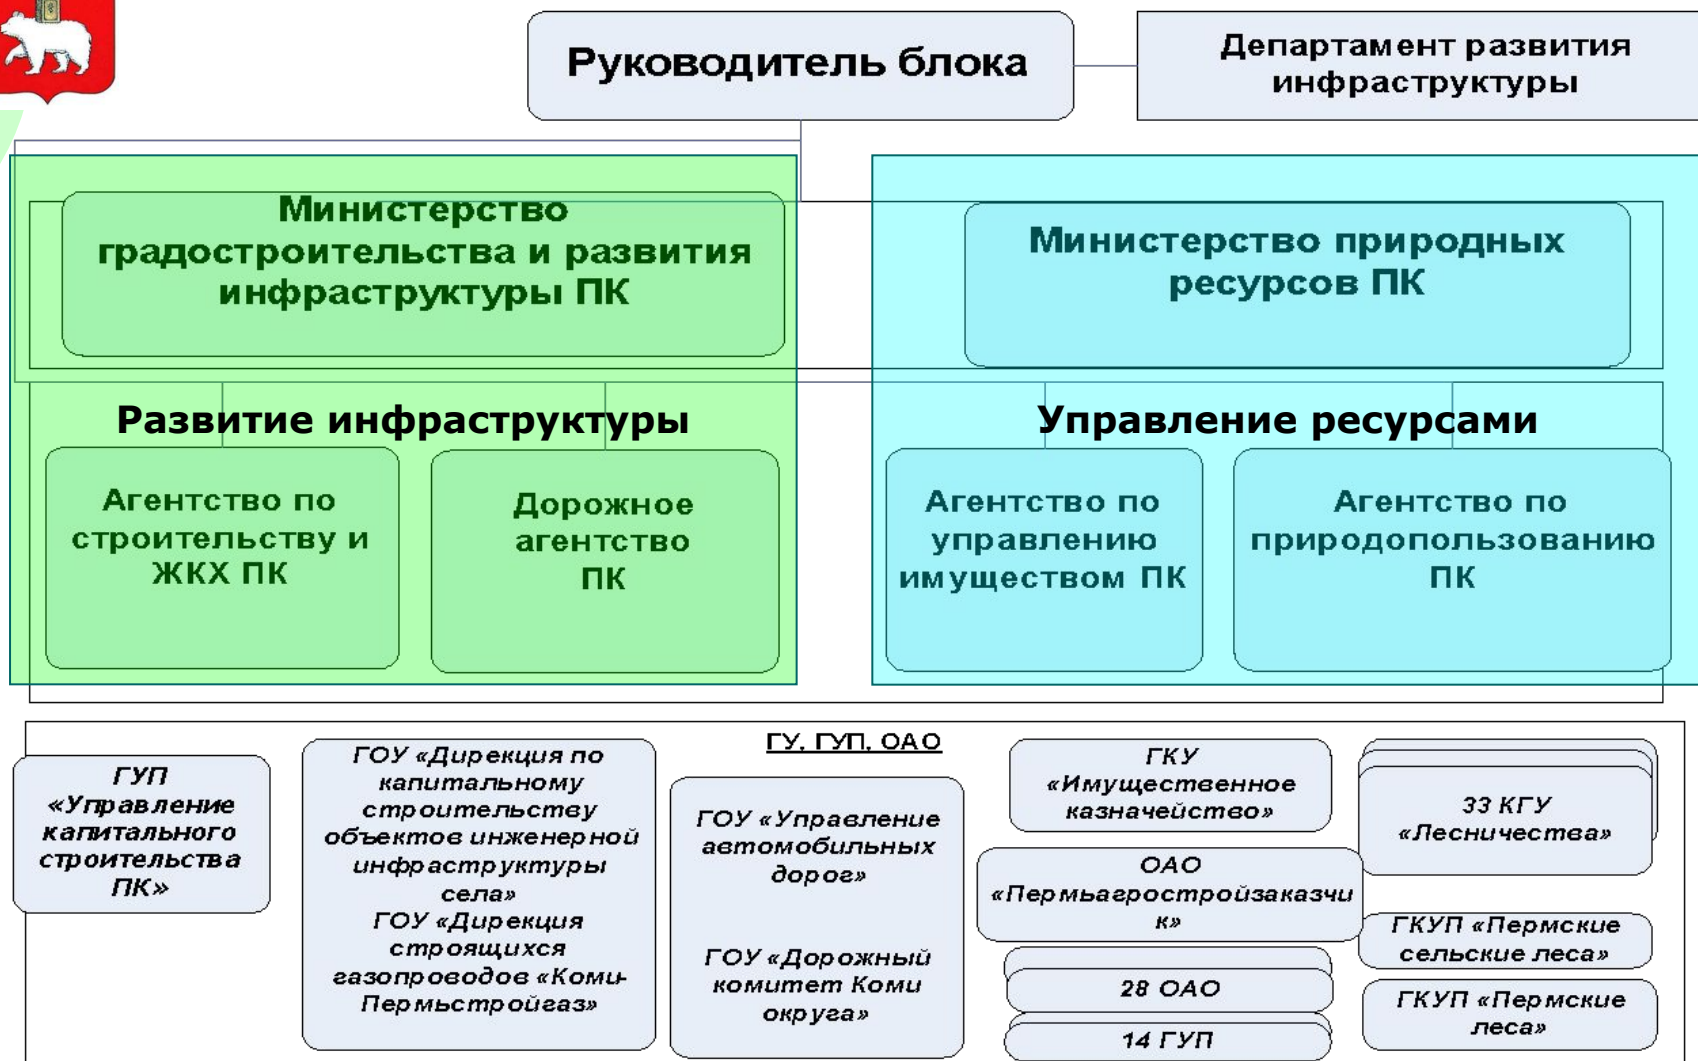 Руководитель блока
Департамент развития
инфраструктуры
Министерство
градостроительства и развития
инфраструктуры ПК
Министерство природных
ресурсов ПК
Развитие инфраструктуры
Управление ресурсами
Агентство по
строительству и
ЖКХ ПК
Дорожное
агентство
ПК
Агентство по
управлению
имуществом ПК
Агентство по
природопользованию
ПК
ГУ, ГУП, ОАО
ГУП
«Управление
капитального
строительства
ПК»
ГОУ «Дирекция по
капитальному
строительству
объектов инженерной
инфраструктуры
села»
ГОУ «Дирекция
строящихся
газопроводов «Коми-
Пермьстройгаз»
ГОУ «Управление
автомобильных
дорог»
ГОУ «Дорожный
комитет Коми
округа»
ГКУ
«Имущественное
казначейство»
ОАО
«Пермьагростройзаказчи
к»
28 ОАО
14 ГУП
33 КГУ
«Лесничества»
ГКУП «Пермские
сельские леса»
ГКУП «Пермские
леса»